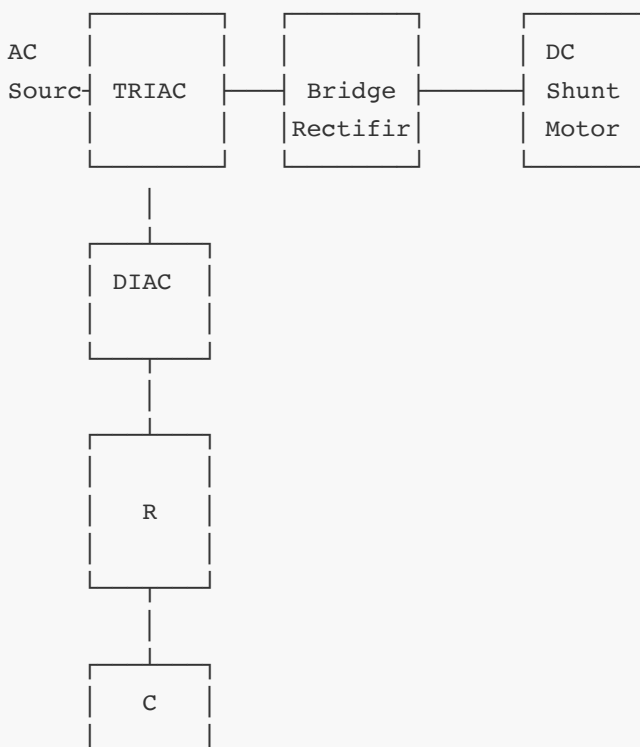 AC DC
Sourc TRIAC Bridge Shunt
Rectifir Motor
DIAC
R
C